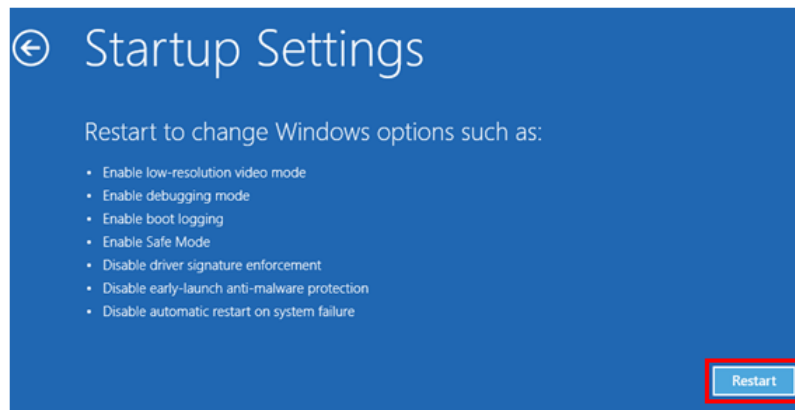 Startup Settings
Restart to change Windows options such as:
• Enable low-resolution video mode
• Enable debugging mode
• Enable boot logging
• Enable Safe Mode
• Disable driver signature enforcement
• Disable early-launch anti-malware protection
• Disable automatic restart on system failure
Restart